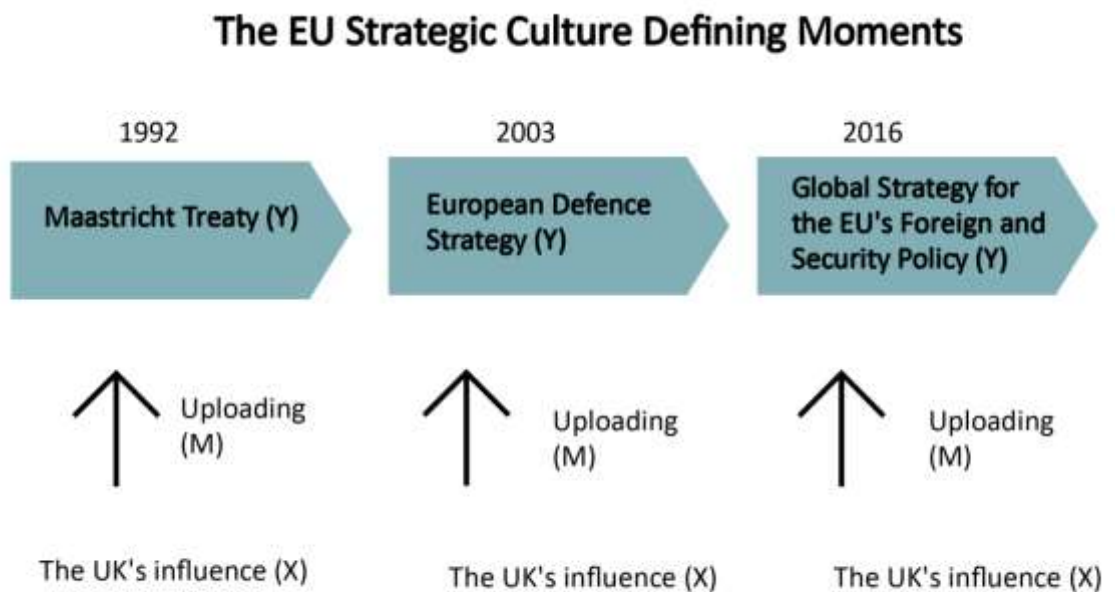 The EU Strategic Culture Defining Moments
1992
2003
2016
Maastricht Treaty (Y)
European Defence
Strategy (Y)
Global Strategy for
the EU's Foreign and
Security Policy (Y)
Uploading
(M)
Uploading
(M)
Uploading
(M)
The UK's influence (X)
The UK's influence (X)
The UK's influence (X)